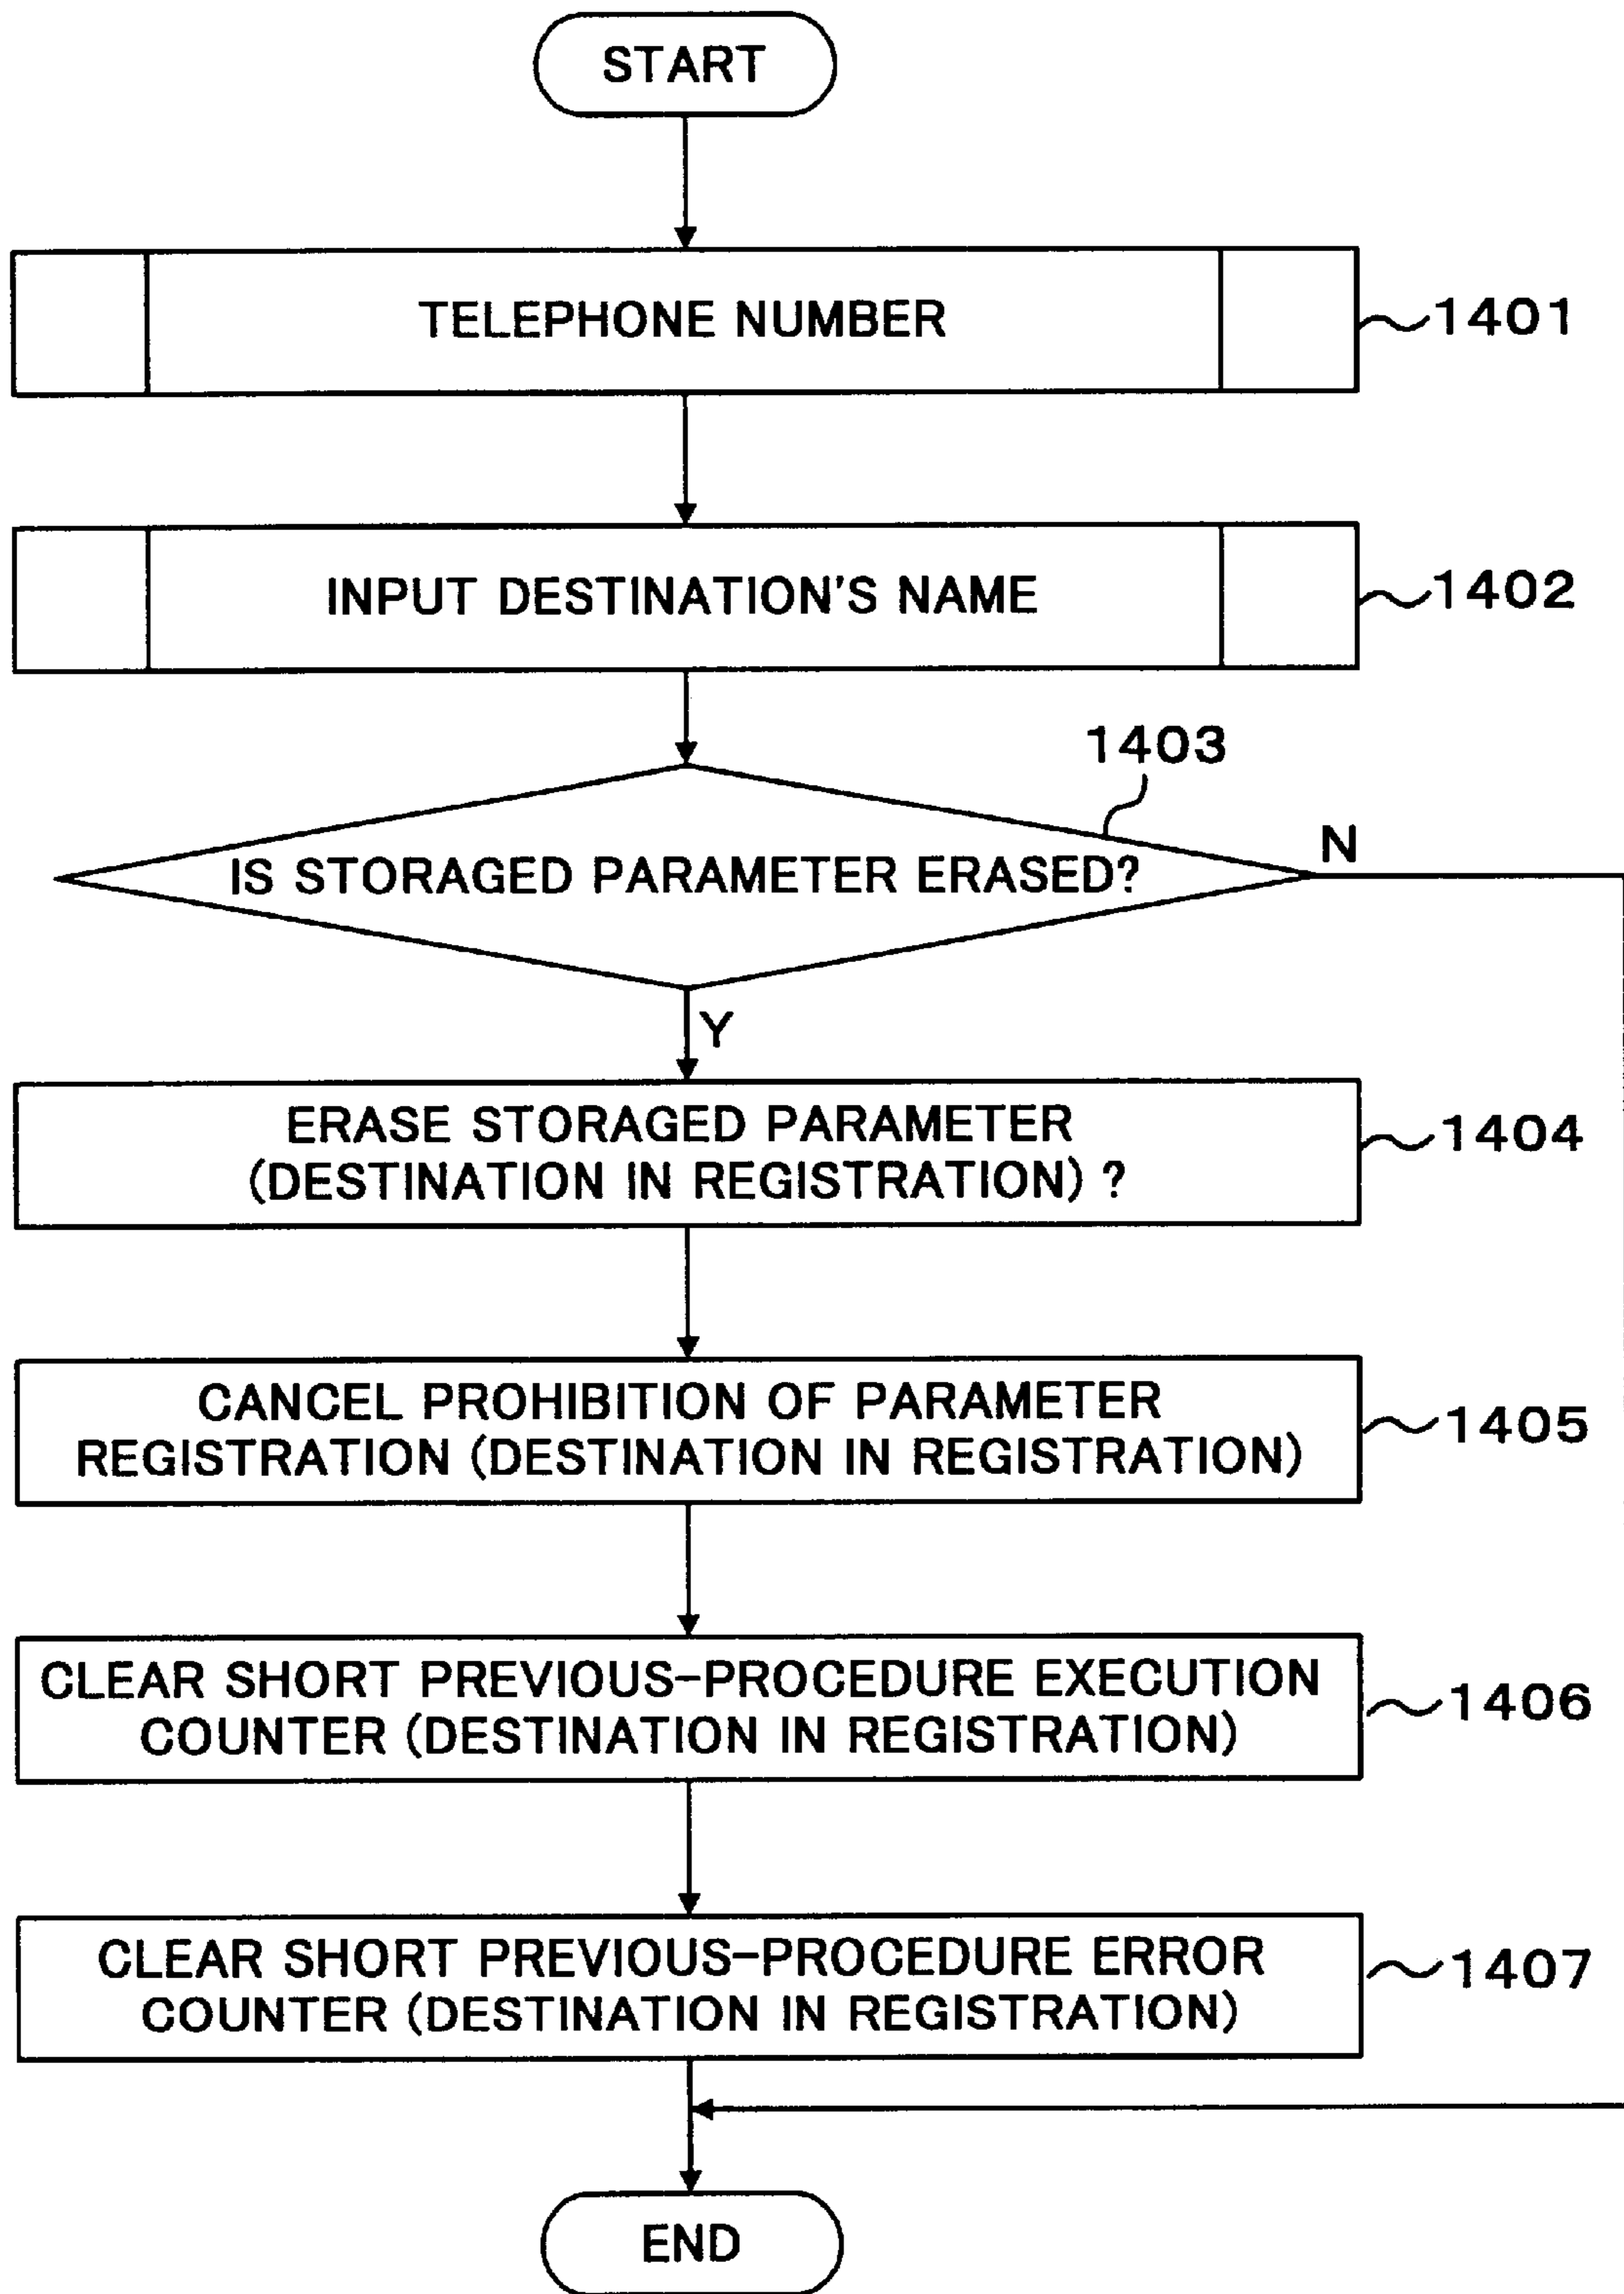 START
TELEPHONE NUMBER
1401
INPUT DESTINATION'S NAME
1402
1403
IS STORAGED PARAMETER ERASED?
N
Y
ERASE STORAGED PARAMETER
(DESTINATION IN REGISTRATION) ?
1404
CANCEL PROHIBITION OF PARAMETER
REGISTRATION (DESTINATION IN REGISTRATION)
1405
CLEAR SHORT PREVIOUS-PROCEDURE EXECUTION
COUNTER (DESTINATION IN REGISTRATION)
1406
CLEAR SHORT PREVIOUS-PROCEDURE ERROR
COUNTER (DESTINATION IN REGISTRATION)
1407
END